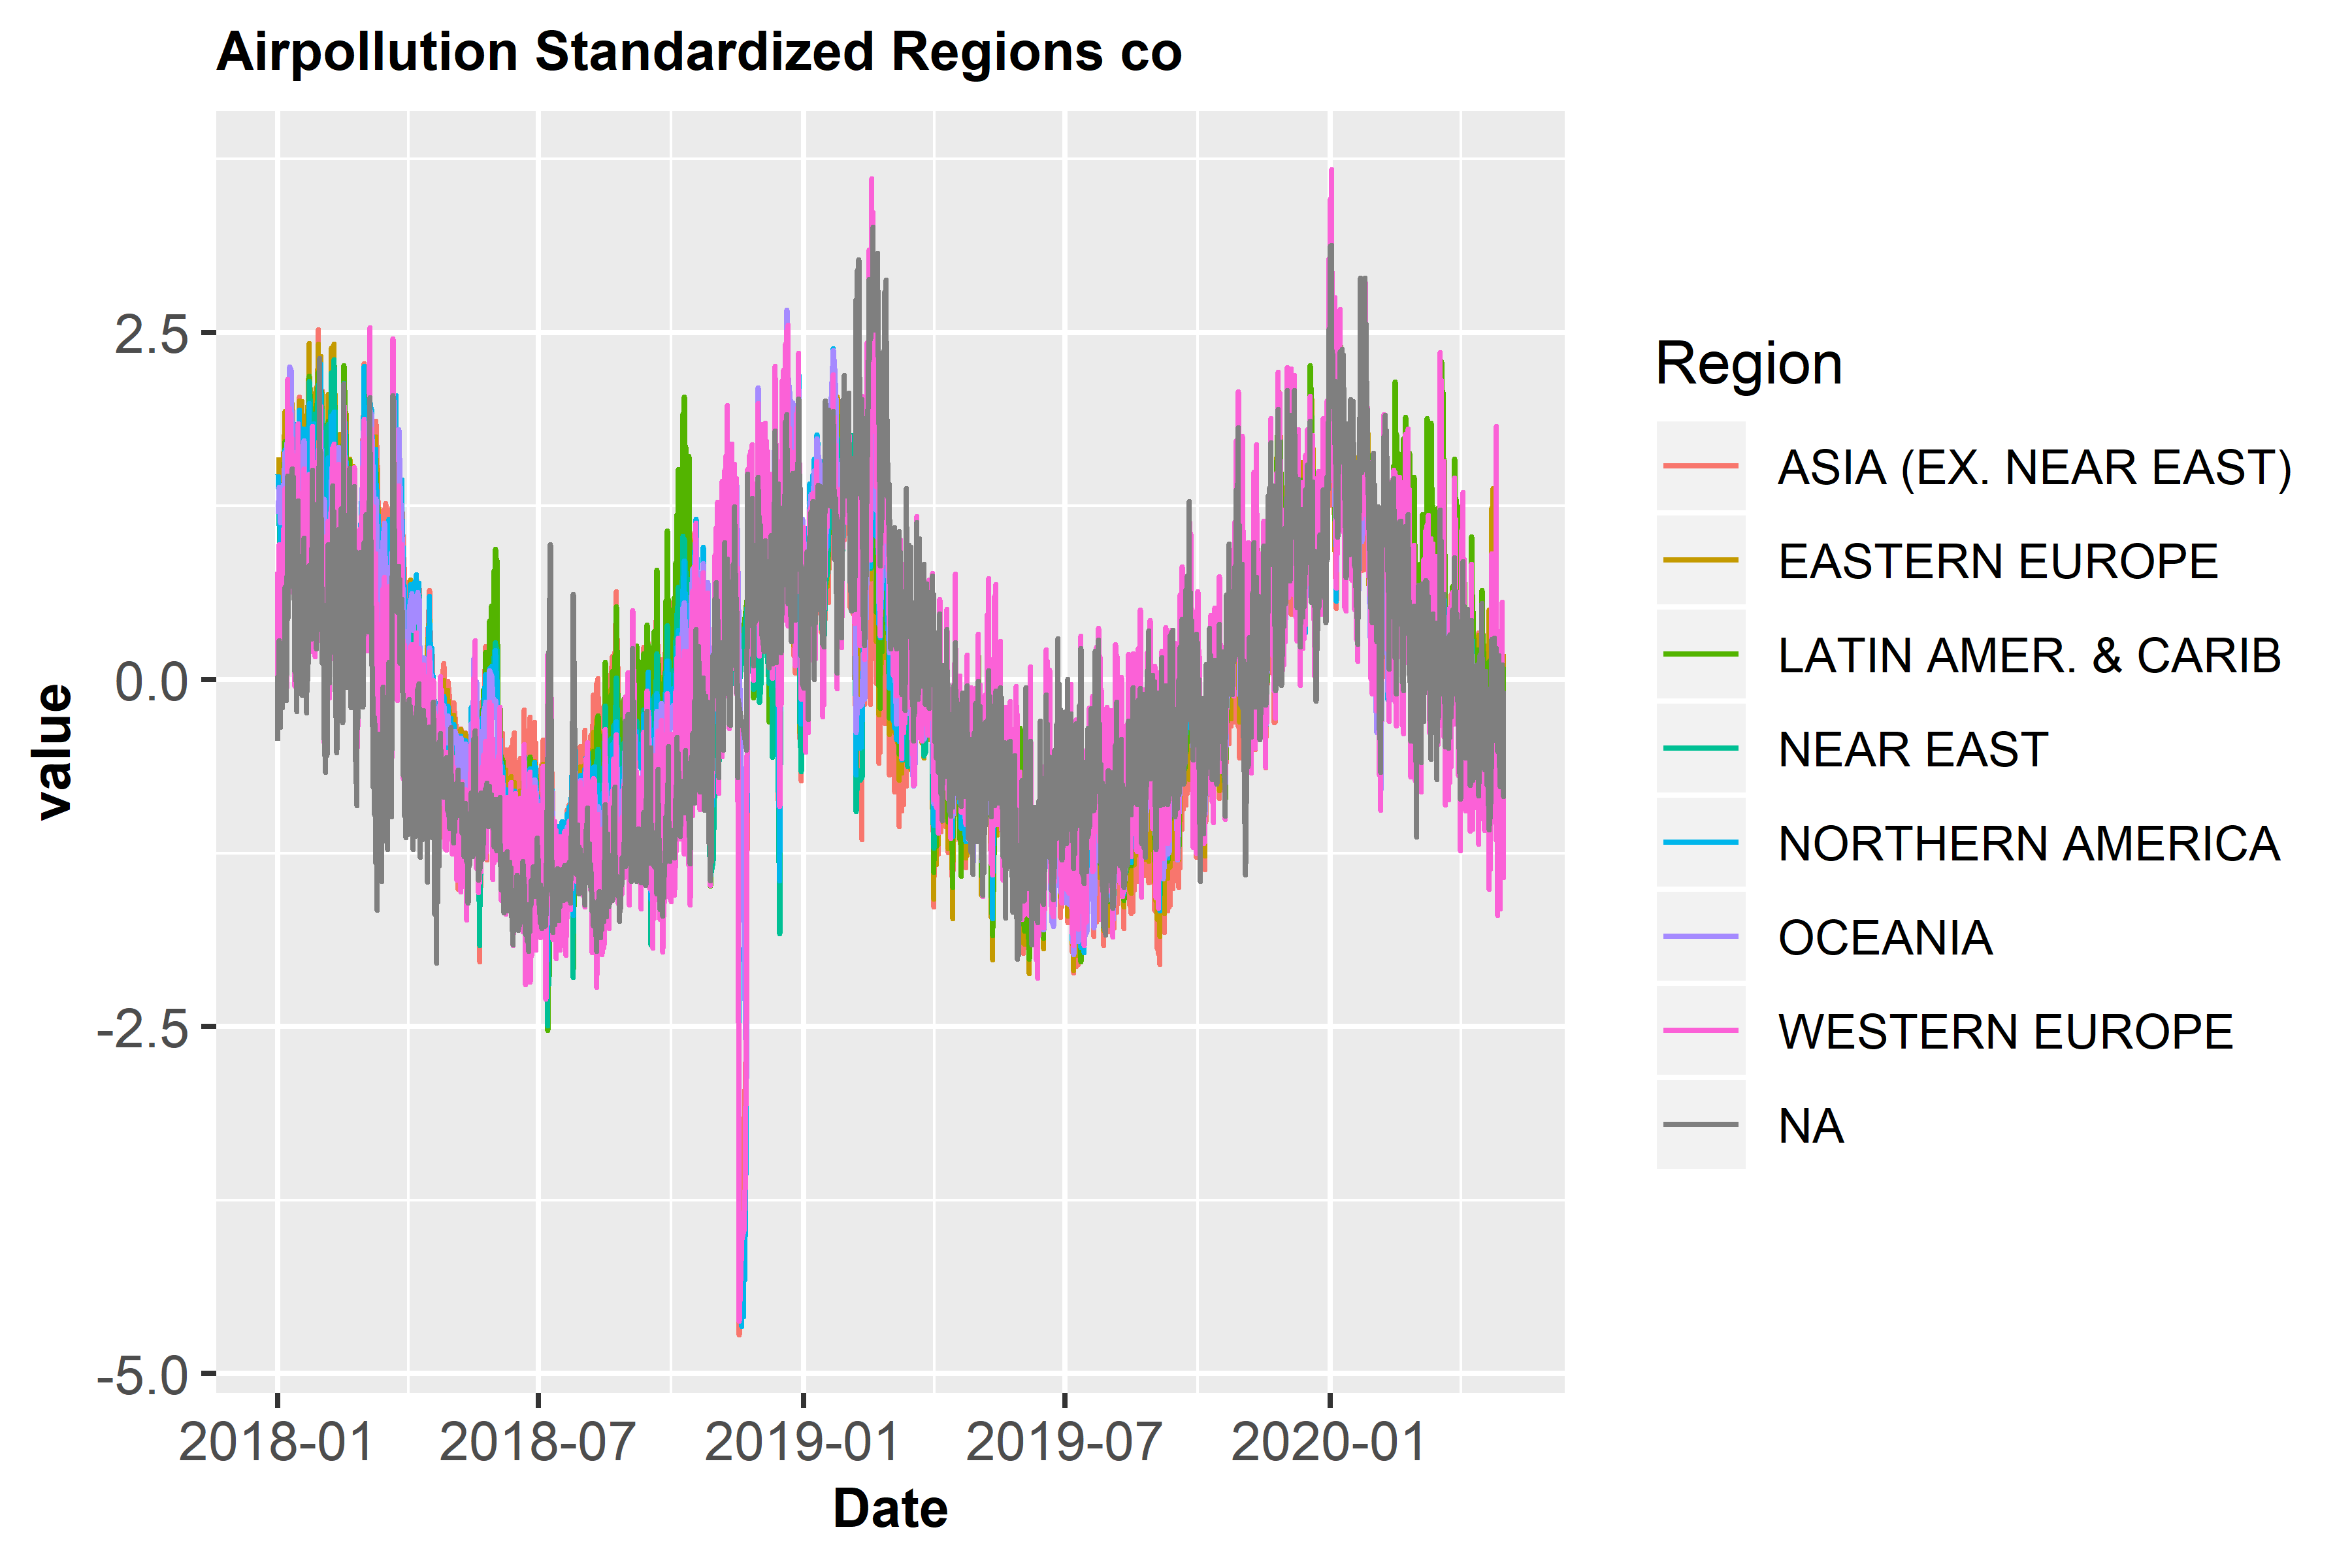 Airpollution Standardized Regions co
2.5
0.0
-2.5
-5.0
value
2018-01
2018-07
2019-01
2019-07
2020-01
Date
Region
ASIA (EX. NEAR EAST)
EASTERN EUROPE
LATIN AMER. & CARIB
NEAR EAST
NORTHERN AMERICA
OCEANIA
WESTERN EUROPE
NA